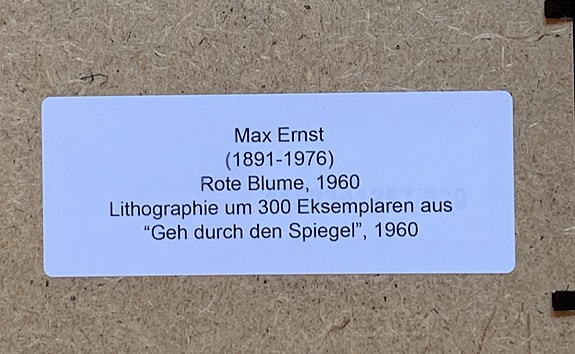 Max Ernst
(1891-1976)
Rote Blume, 1960
Lithographie um 300 Eksemplaren aus
“Geh durch den Spiegel”, 1960